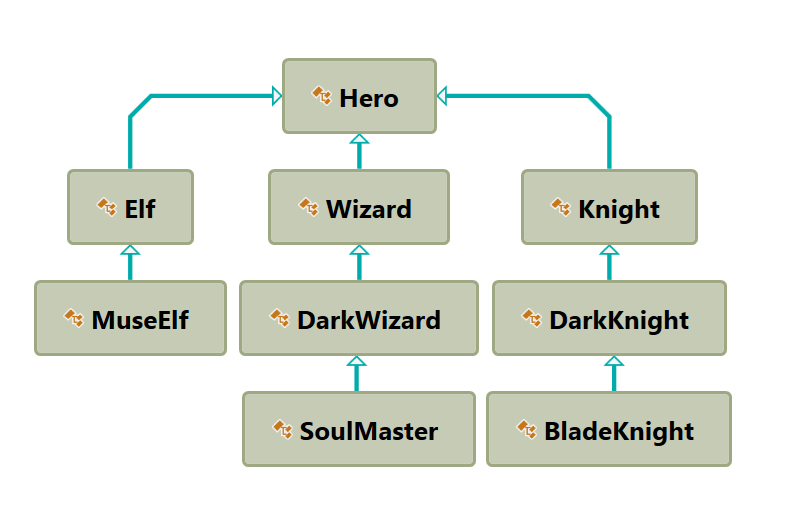 Hero
Elf
Wizard
Knight
MuseElf
DarkWizard
DarkKnight
SoulMaster
BladeKnight